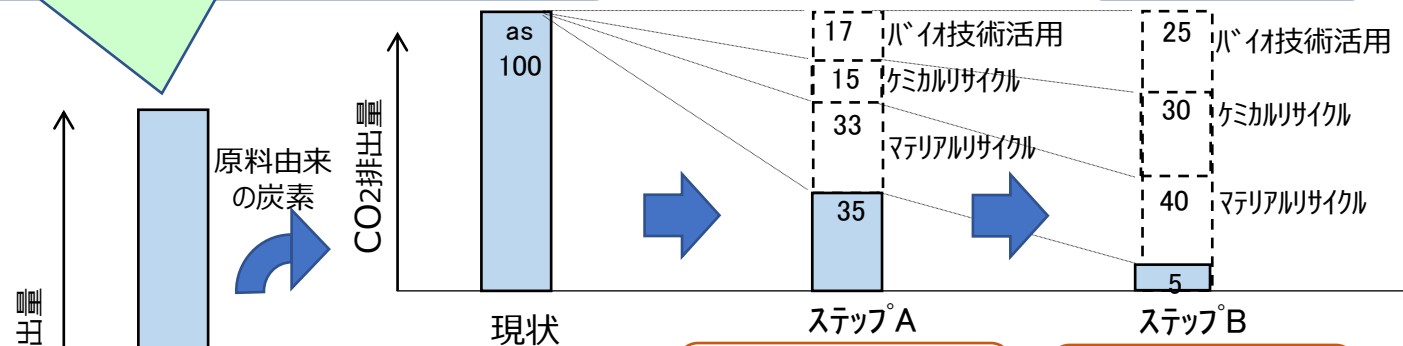 as
100
17
バイオ技術活用
15
ケミカルリサイクル
33
マテリアルリサイクル
35
25
バイオ技術活用
30
ケミカルリサイクル
40
マテリアルリサイクル
5
CO2排出量
原料由来
の炭素
出量
現状
ステップA
ステップB